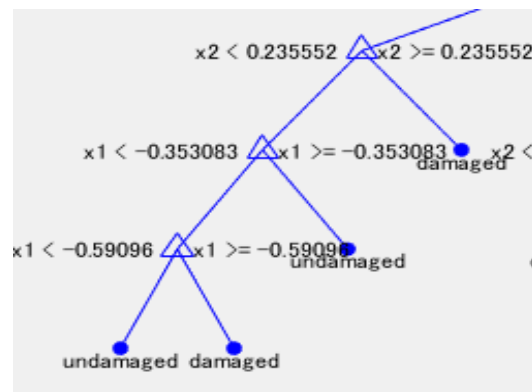 x2 < 0.235552 x2 >= 0.235552
x1 < -0.353083 x1 >= -0.353083 x2 <
damaged
x1 < -0.59096 x1 >= -0.59096
undamaged
undamaged damaged